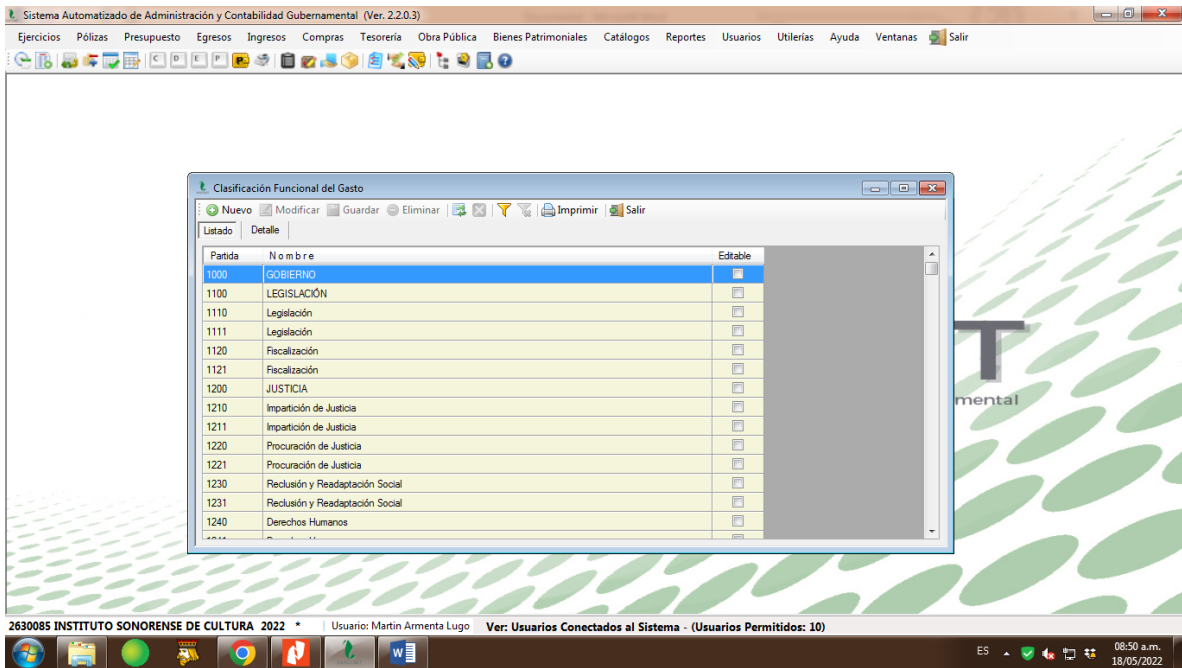 Sistema Automatizado de Administración y Contabilidad Gubernamental (Ver. 2.2.0.3)
Ejercicios Pólizas Presupuesto Egresos Ingresos Compras Tesorería Obra Pública Bienes Patrimoniales Catálogos Reportes Usuarios Utilerías Ayuda Ventanas Salir
C D E P P
Clasificación Funcional del Gasto
Nuevo Modificar Guardar Eliminar Imprimir Salir
Listado Detalle
Partida Nombre Editable
1000 GOBIERNO
1100 LEGISLACIÓN
1110 Legislación
1111 Legislación
1120 Fiscalización
1121 Fiscalización
1200 JUSTICIA
1210 Impartición de Justicia
1211 Impartición de Justicia
1220 Procuración de Justicia
1221 Procuración de Justicia
1230 Reclusión y Readaptación Social
1231 Reclusión y Readaptación Social
1240 Derechos Humanos
T
mental
2630085 INSTITUTO SONORENSE DE CULTURA 2022 * Usuario: Martin Armenta Lugo Ver: Usuarios Conectados al Sistema - (Usuarios Permitidos: 10)
ES 08:50 a.m.
18/05/2022